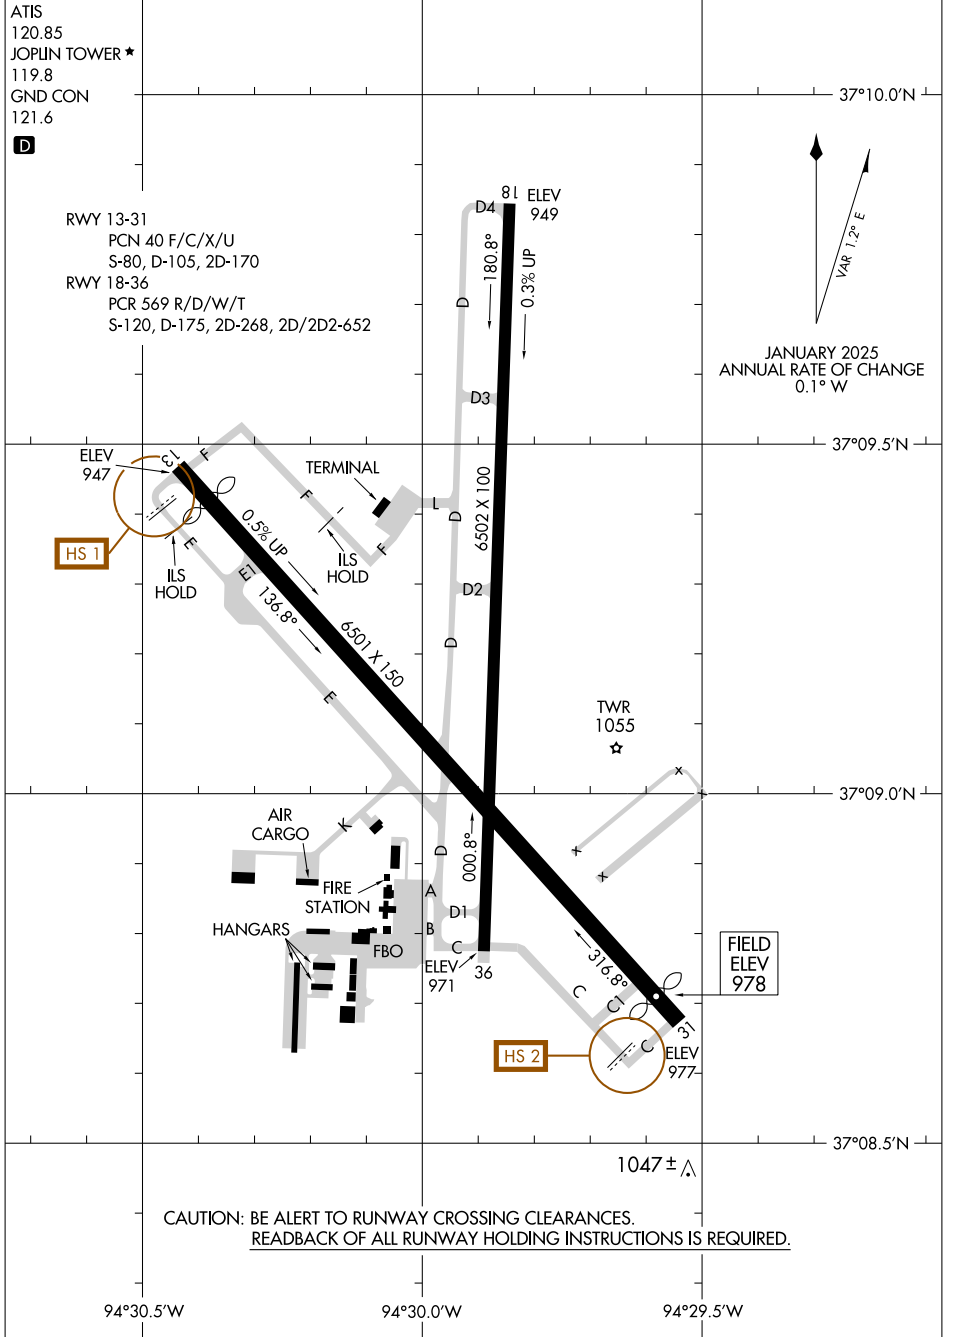 ATIS
120.85
JOPLIN TOWER★
119.8
GND CON
121.6
D
37°10.0'N
VAR 1.2° E
JANUARY 2025
ANNUAL RATE OF CHANGE
0.1° W
RWY 13-31
PCN 40 F/C/X/U
S-80, D-105, 2D-170
RWY 18-36
PCR 569 R/D/W/T
S-120, D-175, 2D-268, 2D/2D2-652
18
ELEV
949
D4
180.8°
0.3% UP
D
D3
37°09.5'N
ELEV
947
13
F
TERMINAL
F
L
D
6502 X 100
HS 1
E
ILS
HOLD
0.5% UP
ILS
HOLD
F
E1
136.8°
D2
6501 X 150
D
E
TWR
1055
x
x
37°09.0'N
AIR
CARGO
K
D
000.8°
x
x
FIRE
STATION
A
D1
HANGARS
B
FBO
C
ELEV
971
36
316.8°
FIELD
ELEV
978
C
C1
31
HS 2
C
ELEV
977
37°08.5'N
1047±
CAUTION: BE ALERT TO RUNWAY CROSSING CLEARANCES.
READBACK OF ALL RUNWAY HOLDING INSTRUCTIONS IS REQUIRED.
94°30.5'W
94°30.0'W
94°29.5'W